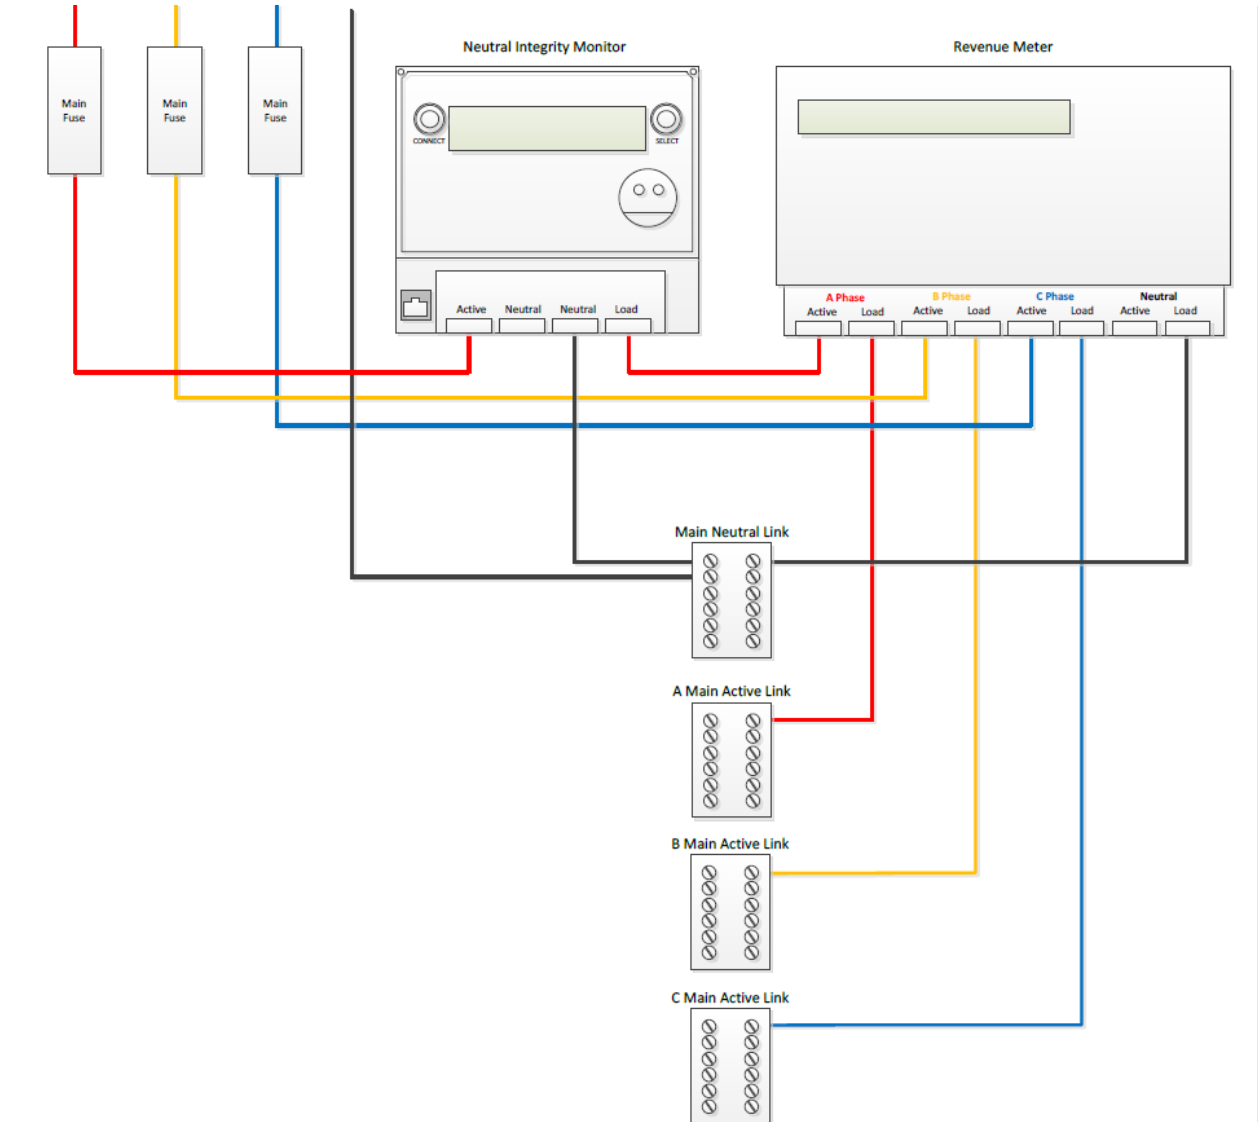 Neutral Integrity Monitor
Revenue Meter
Main
Fuse
Main
Fuse
Main
Fuse
CONNECT
SELECT
Active Neutral Neutral Load
A Phase B Phase C Phase Neutral
Active Load Active Load Active Load Active Load
Main Neutral Link
A Main Active Link
B Main Active Link
C Main Active Link